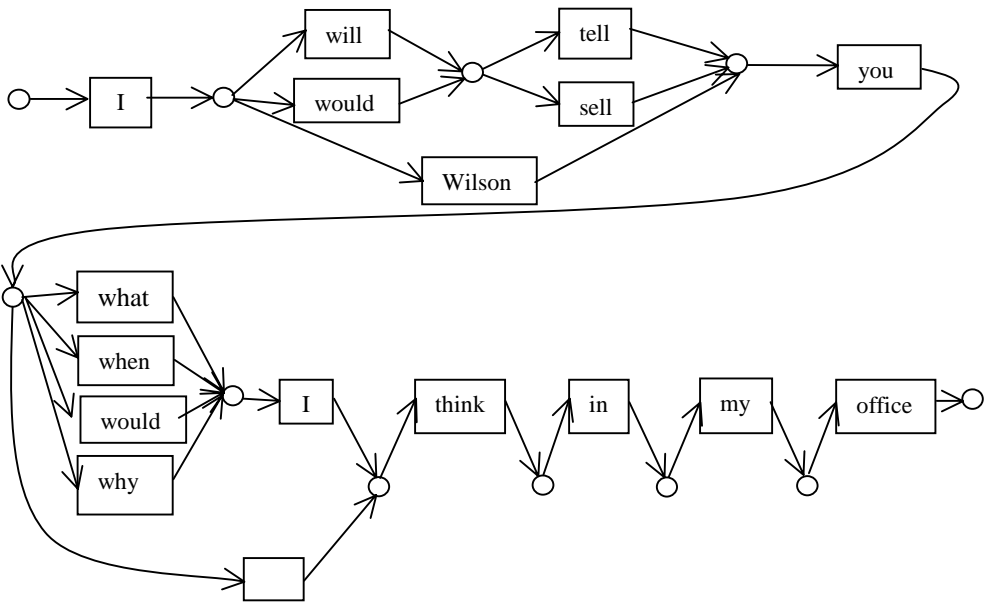 I
will
would
Wilson
tell
sell
you
what
when
would
why
I
think
in
my
office